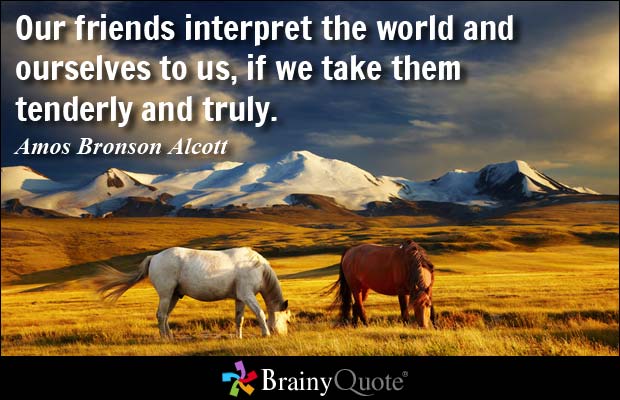 Our friends interpret the world and
ourselves to us, if we take them
tenderly and truly.
Amos Bronson Alcott
BrainyQuote®